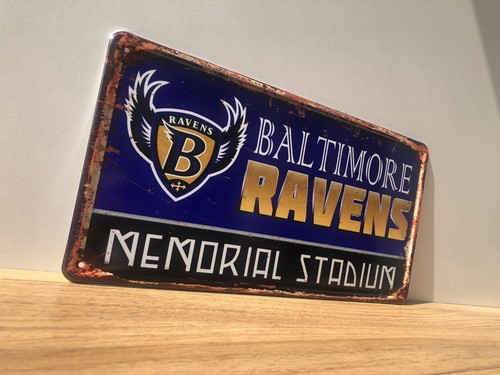 RAVENS
B
BALTIMORE
RAVENS
MEMORIAL STADIUM